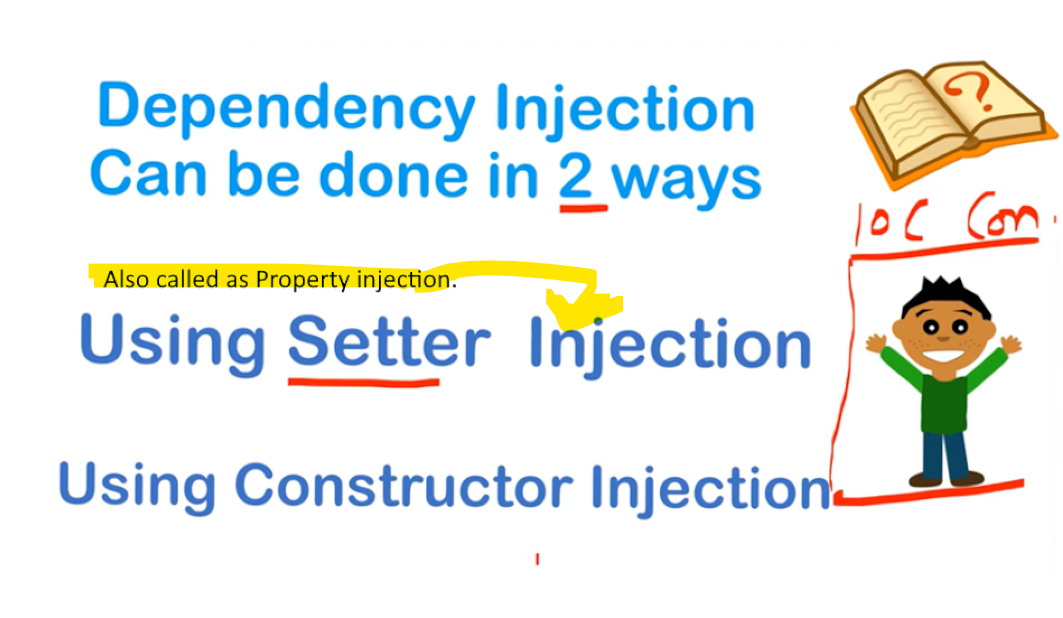 Dependency Injection
Can be done in 2 ways
?
IOC Con
Also called as Property injection.
Using Setter Injection
Using Constructor Injection